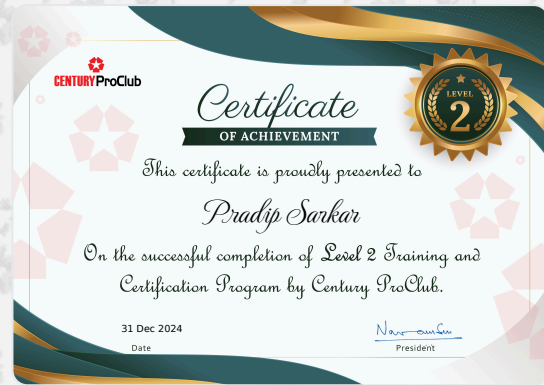 CENTURY ProClub
LEVEL
2
Certificate
OF ACHIEVEMENT
This certificate is proudly presented to
Pradip Sarkar
On the successful completion of Level 2 Training and
Certification Program by Century ProClub.
31 Dec 2024
Date
President